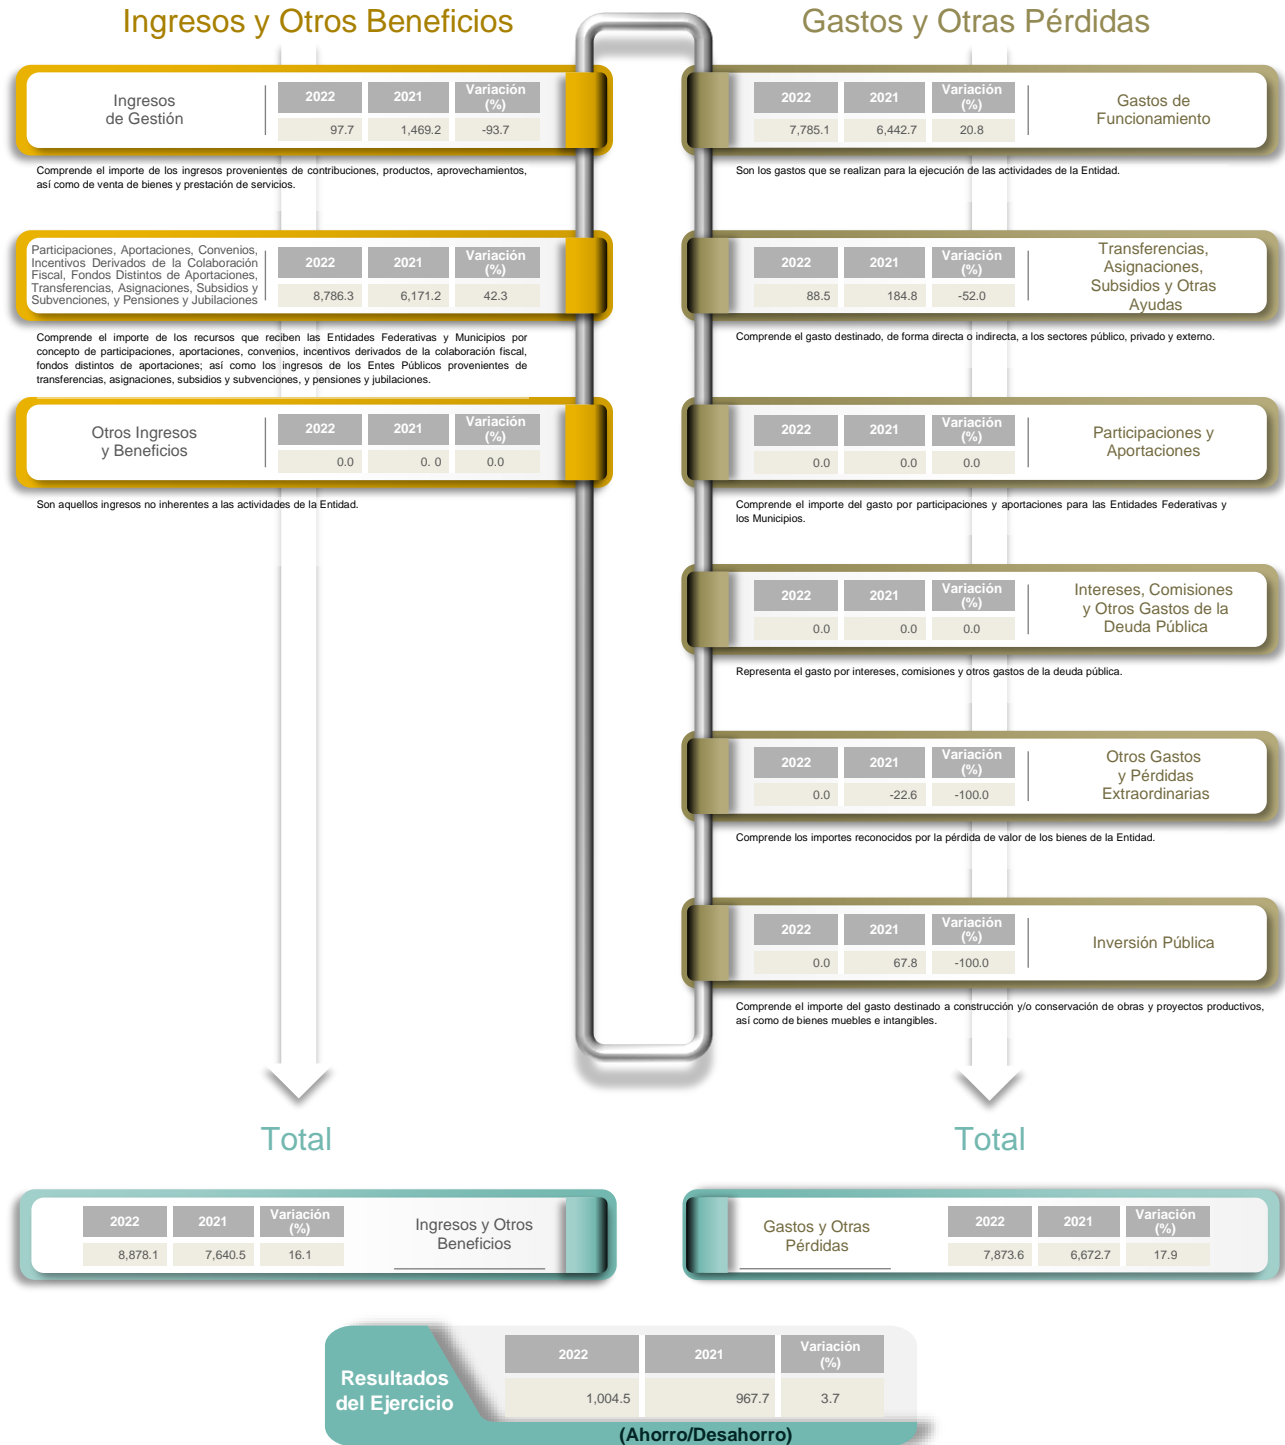 Ingresos y Otros Beneficios
Ingresos
de Gestión
2022 2021 Variación
(%)
97.7 1,469.2 -93.7
Comprende el importe de los ingresos provenientes de contribuciones, productos, aprovechamientos,
así como de venta de bienes y prestación de servicios.
Participaciones, Aportaciones, Convenios,
Incentivos Derivados de la Colaboración
Fiscal, Fondos Distintos de Aportaciones,
Transferencias, Asignaciones, Subsidios y
Subvenciones, y Pensiones y Jubilaciones
2022 2021 Variación
(%)
8,786.3 6,171.2 42.3
Comprende el importe de los recursos que reciben las Entidades Federativas y Municipios por
concepto de participaciones, aportaciones, convenios, incentivos derivados de la colaboración fiscal,
fondos distintos de aportaciones; así como los ingresos de los Entes Públicos provenientes de
transferencias, asignaciones, subsidios y subvenciones, y pensiones y jubilaciones.
Otros Ingresos
y Beneficios
2022 2021 Variación
(%)
0.0 0. 0 0.0
Son aquellos ingresos no inherentes a las actividades de la Entidad.
Gastos y Otras Pérdidas
2022 2021 Variación
(%)
7,785.1 6,442.7 20.8
Gastos de
Funcionamiento
Son los gastos que se realizan para la ejecución de las actividades de la Entidad.
2022 2021 Variación
(%)
88.5 184.8 -52.0
Transferencias,
Asignaciones,
Subsidios y Otras
Ayudas
Comprende el gasto destinado, de forma directa o indirecta, a los sectores público, privado y externo.
2022 2021 Variación
(%)
0.0 0.0 0.0
Participaciones y
Aportaciones
Comprende el importe del gasto por participaciones y aportaciones para las Entidades Federativas y
los Municipios.
2022 2021 Variación
(%)
0.0 0.0 0.0
Intereses, Comisiones
y Otros Gastos de la
Deuda Pública
Representa el gasto por intereses, comisiones y otros gastos de la deuda pública.
2022 2021 Variación
(%)
0.0 -22.6 -100.0
Otros Gastos
y Pérdidas
Extraordinarias
Comprende los importes reconocidos por la pérdida de valor de los bienes de la Entidad.
2022 2021 Variación
(%)
0.0 67.8 -100.0
Inversión Pública
Comprende el importe del gasto destinado a construcción y/o conservación de obras y proyectos productivos,
así como de bienes muebles e intangibles.
Total
2022 2021 Variación
(%)
8,878.1 7,640.5 16.1
Ingresos y Otros
Beneficios
Total
Gastos y Otras
Pérdidas
2022 2021 Variación
(%)
7,873.6 6,672.7 17.9
Resultados
del Ejercicio
2022 2021 Variación
(%)
1,004.5 967.7 3.7
(Ahorro/Desahorro)